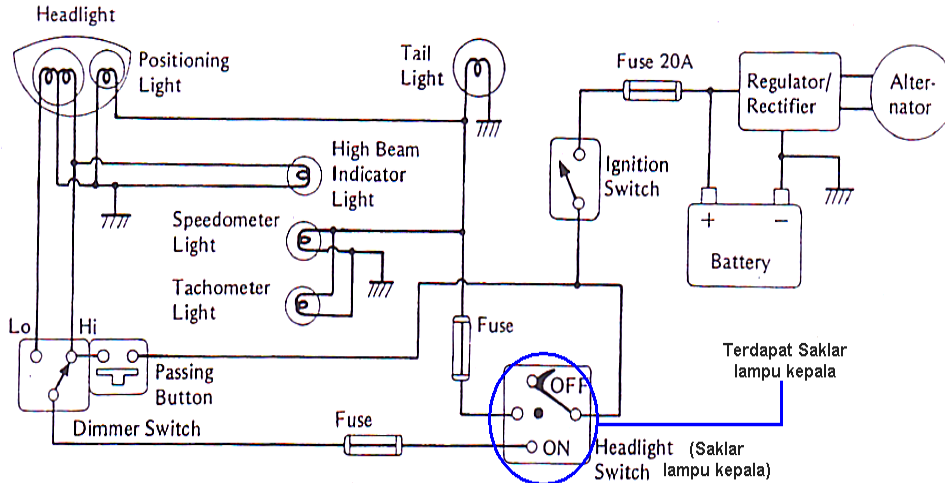 Headlight
Positioning
Light
Tail
Light
Fuse 20A
Regulator/
Rectifier
Alter-
nator
High Beam
Indicator
Light
Ignition
Switch
Speedometer
Light
+ −
Battery
Tachometer
Light
Lo Hi
Fuse
Passing
Button
OFF
Terdapat Saklar
lampu kepala
Dimmer Switch
Fuse
ON
Headlight (Saklar
Switch lampu kepala)